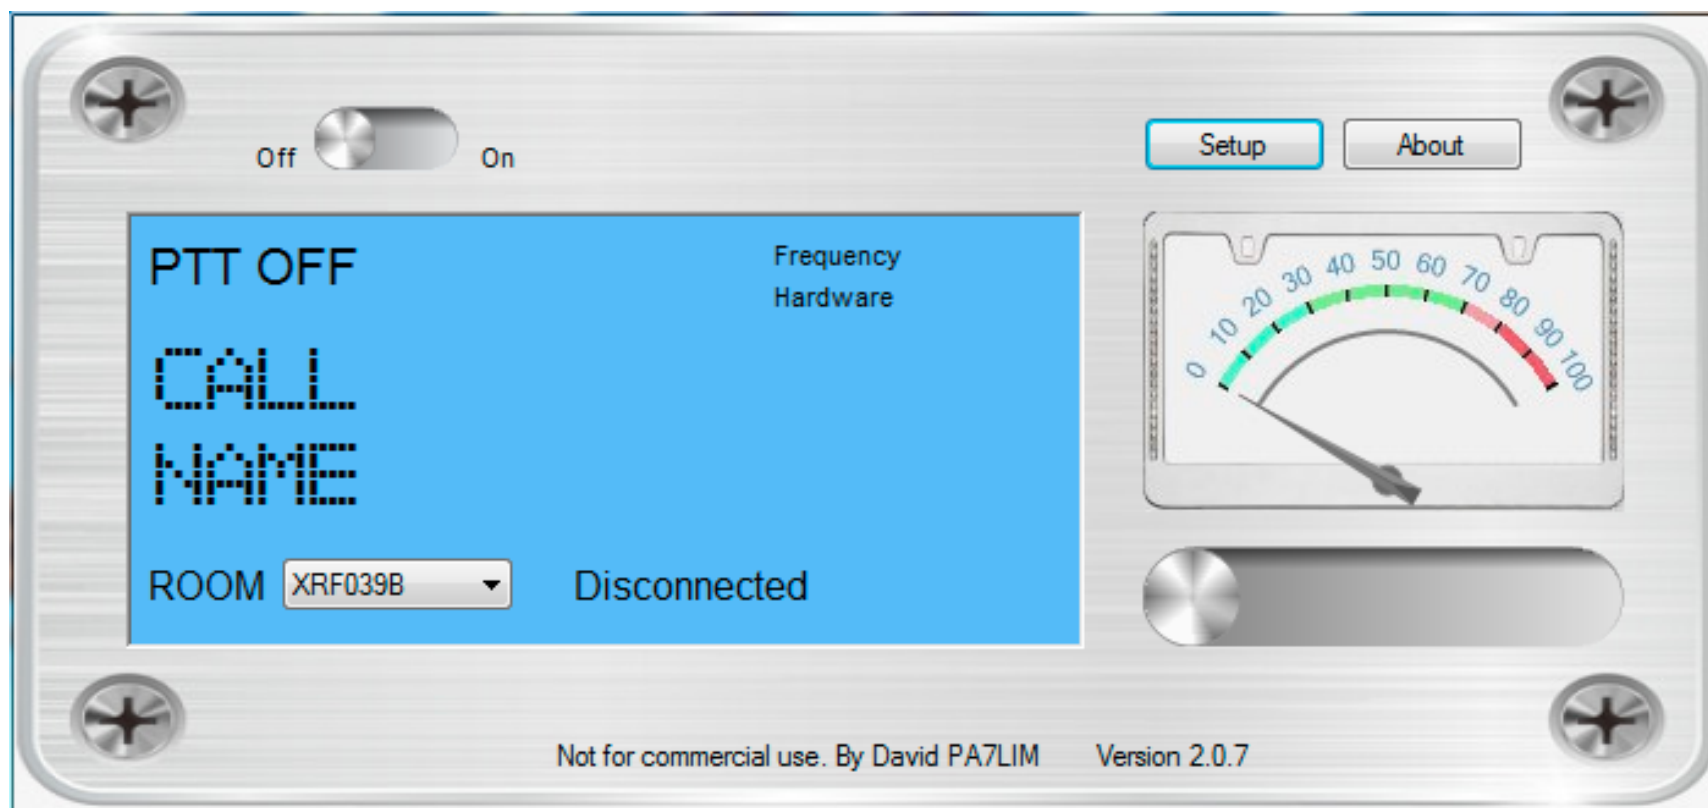 Off On
Setup About
PTT OFF
Frequency
Hardware
CALL
NAME
ROOM XRF039B Disconnected
0 10 20 30 40 50 60 70 80 90 100
Not for commercial use. By David PA7LIM Version 2.0.7